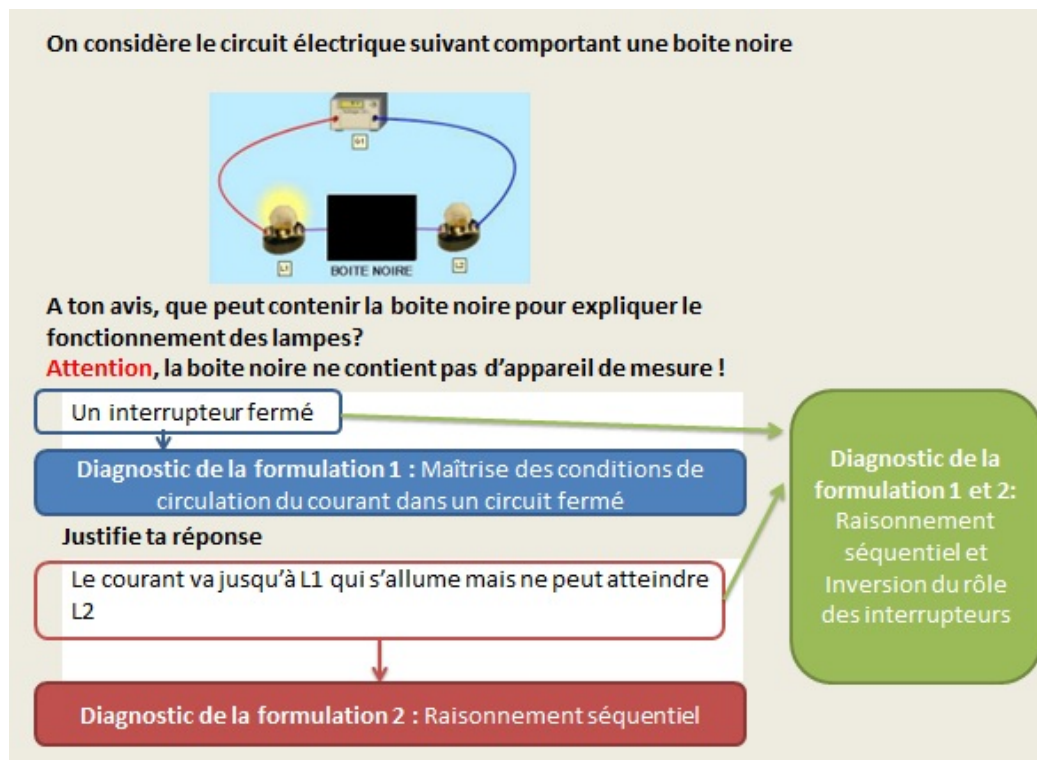 On considère le circuit électrique suivant comportant une boite noire
G1
L1
BOITE NOIRE
L2
A ton avis, que peut contenir la boite noire pour expliquer le
fonctionnement des lampes?
Attention, la boite noire ne contient pas d'appareil de mesure !
Un interrupteur fermé
Diagnostic de la formulation 1 : Maîtrise des conditions de
circulation du courant dans un circuit fermé
Justifie ta réponse
Le courant va jusqu'à L1 qui s'allume mais ne peut atteindre
L2
Diagnostic de la formulation 2 : Raisonnement séquentiel
Diagnostic de la
formulation 1 et 2:
Raisonnement
séquentiel et
Inversion du rôle
des interrupteurs